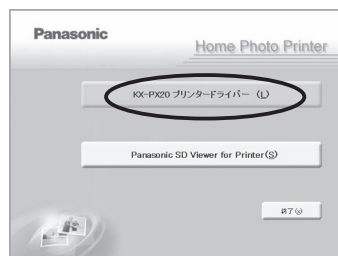 Panasonic
Home Photo Printer
KX-PX20 プリンタードライバー (L)
Panasonic SD Viewer for Printer(S)
終了(X)